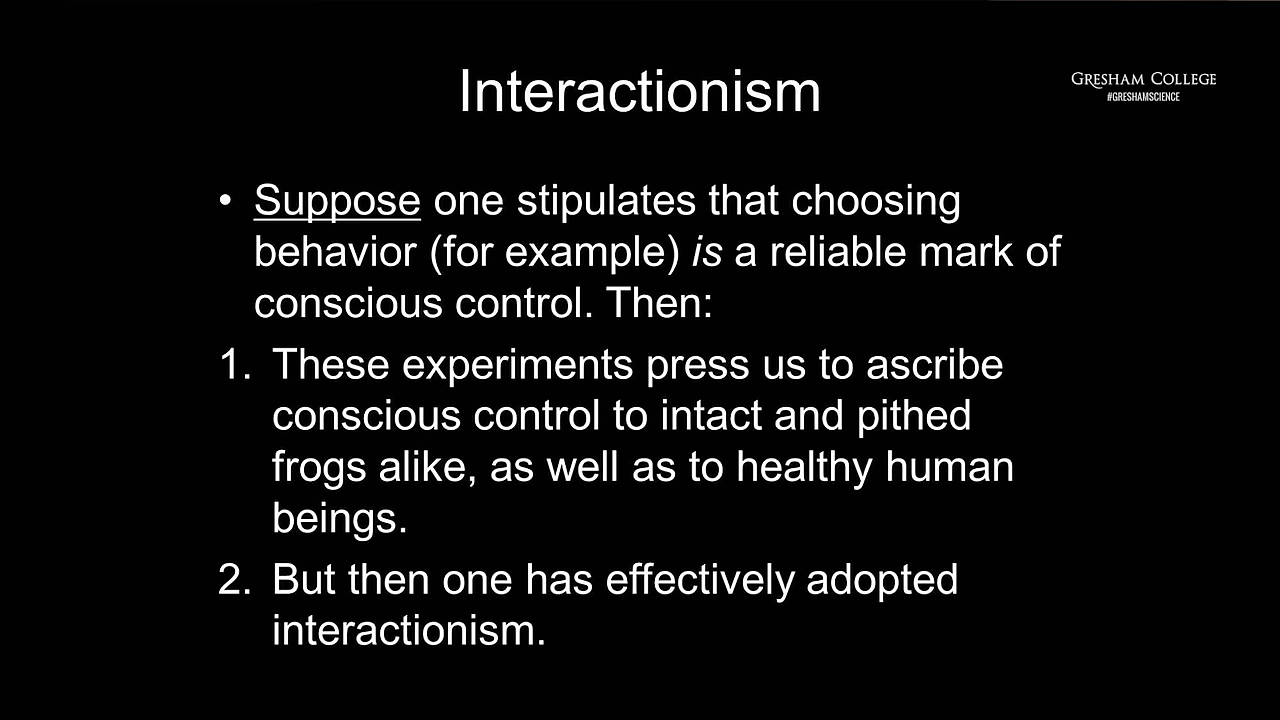 Interactionism
GRESHAM COLLEGE
#GRESHAMSCIENCE
• Suppose one stipulates that choosing
behavior (for example) is a reliable mark of
conscious control. Then:
1. These experiments press us to ascribe
conscious control to intact and pithed
frogs alike, as well as to healthy human
beings.
2. But then one has effectively adopted
interactionism.